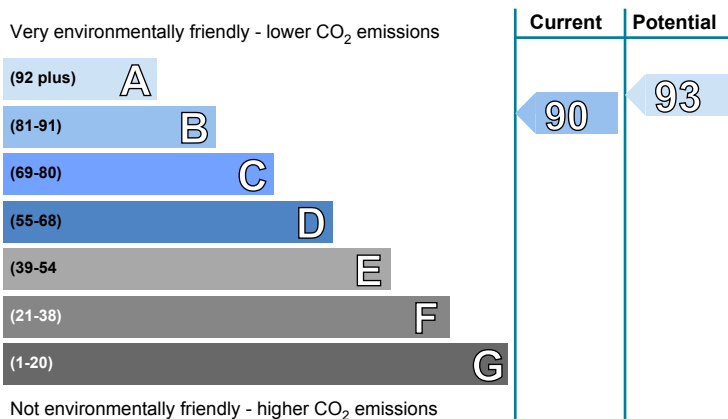 Current Potential
Very environmentally friendly - lower CO₂ emissions
(92 plus) A
93
(81-91) B
90
(69-80) C
(55-68) D
(39-54 E
(21-38) F
(1-20) G
Not environmentally friendly - higher CO₂ emissions